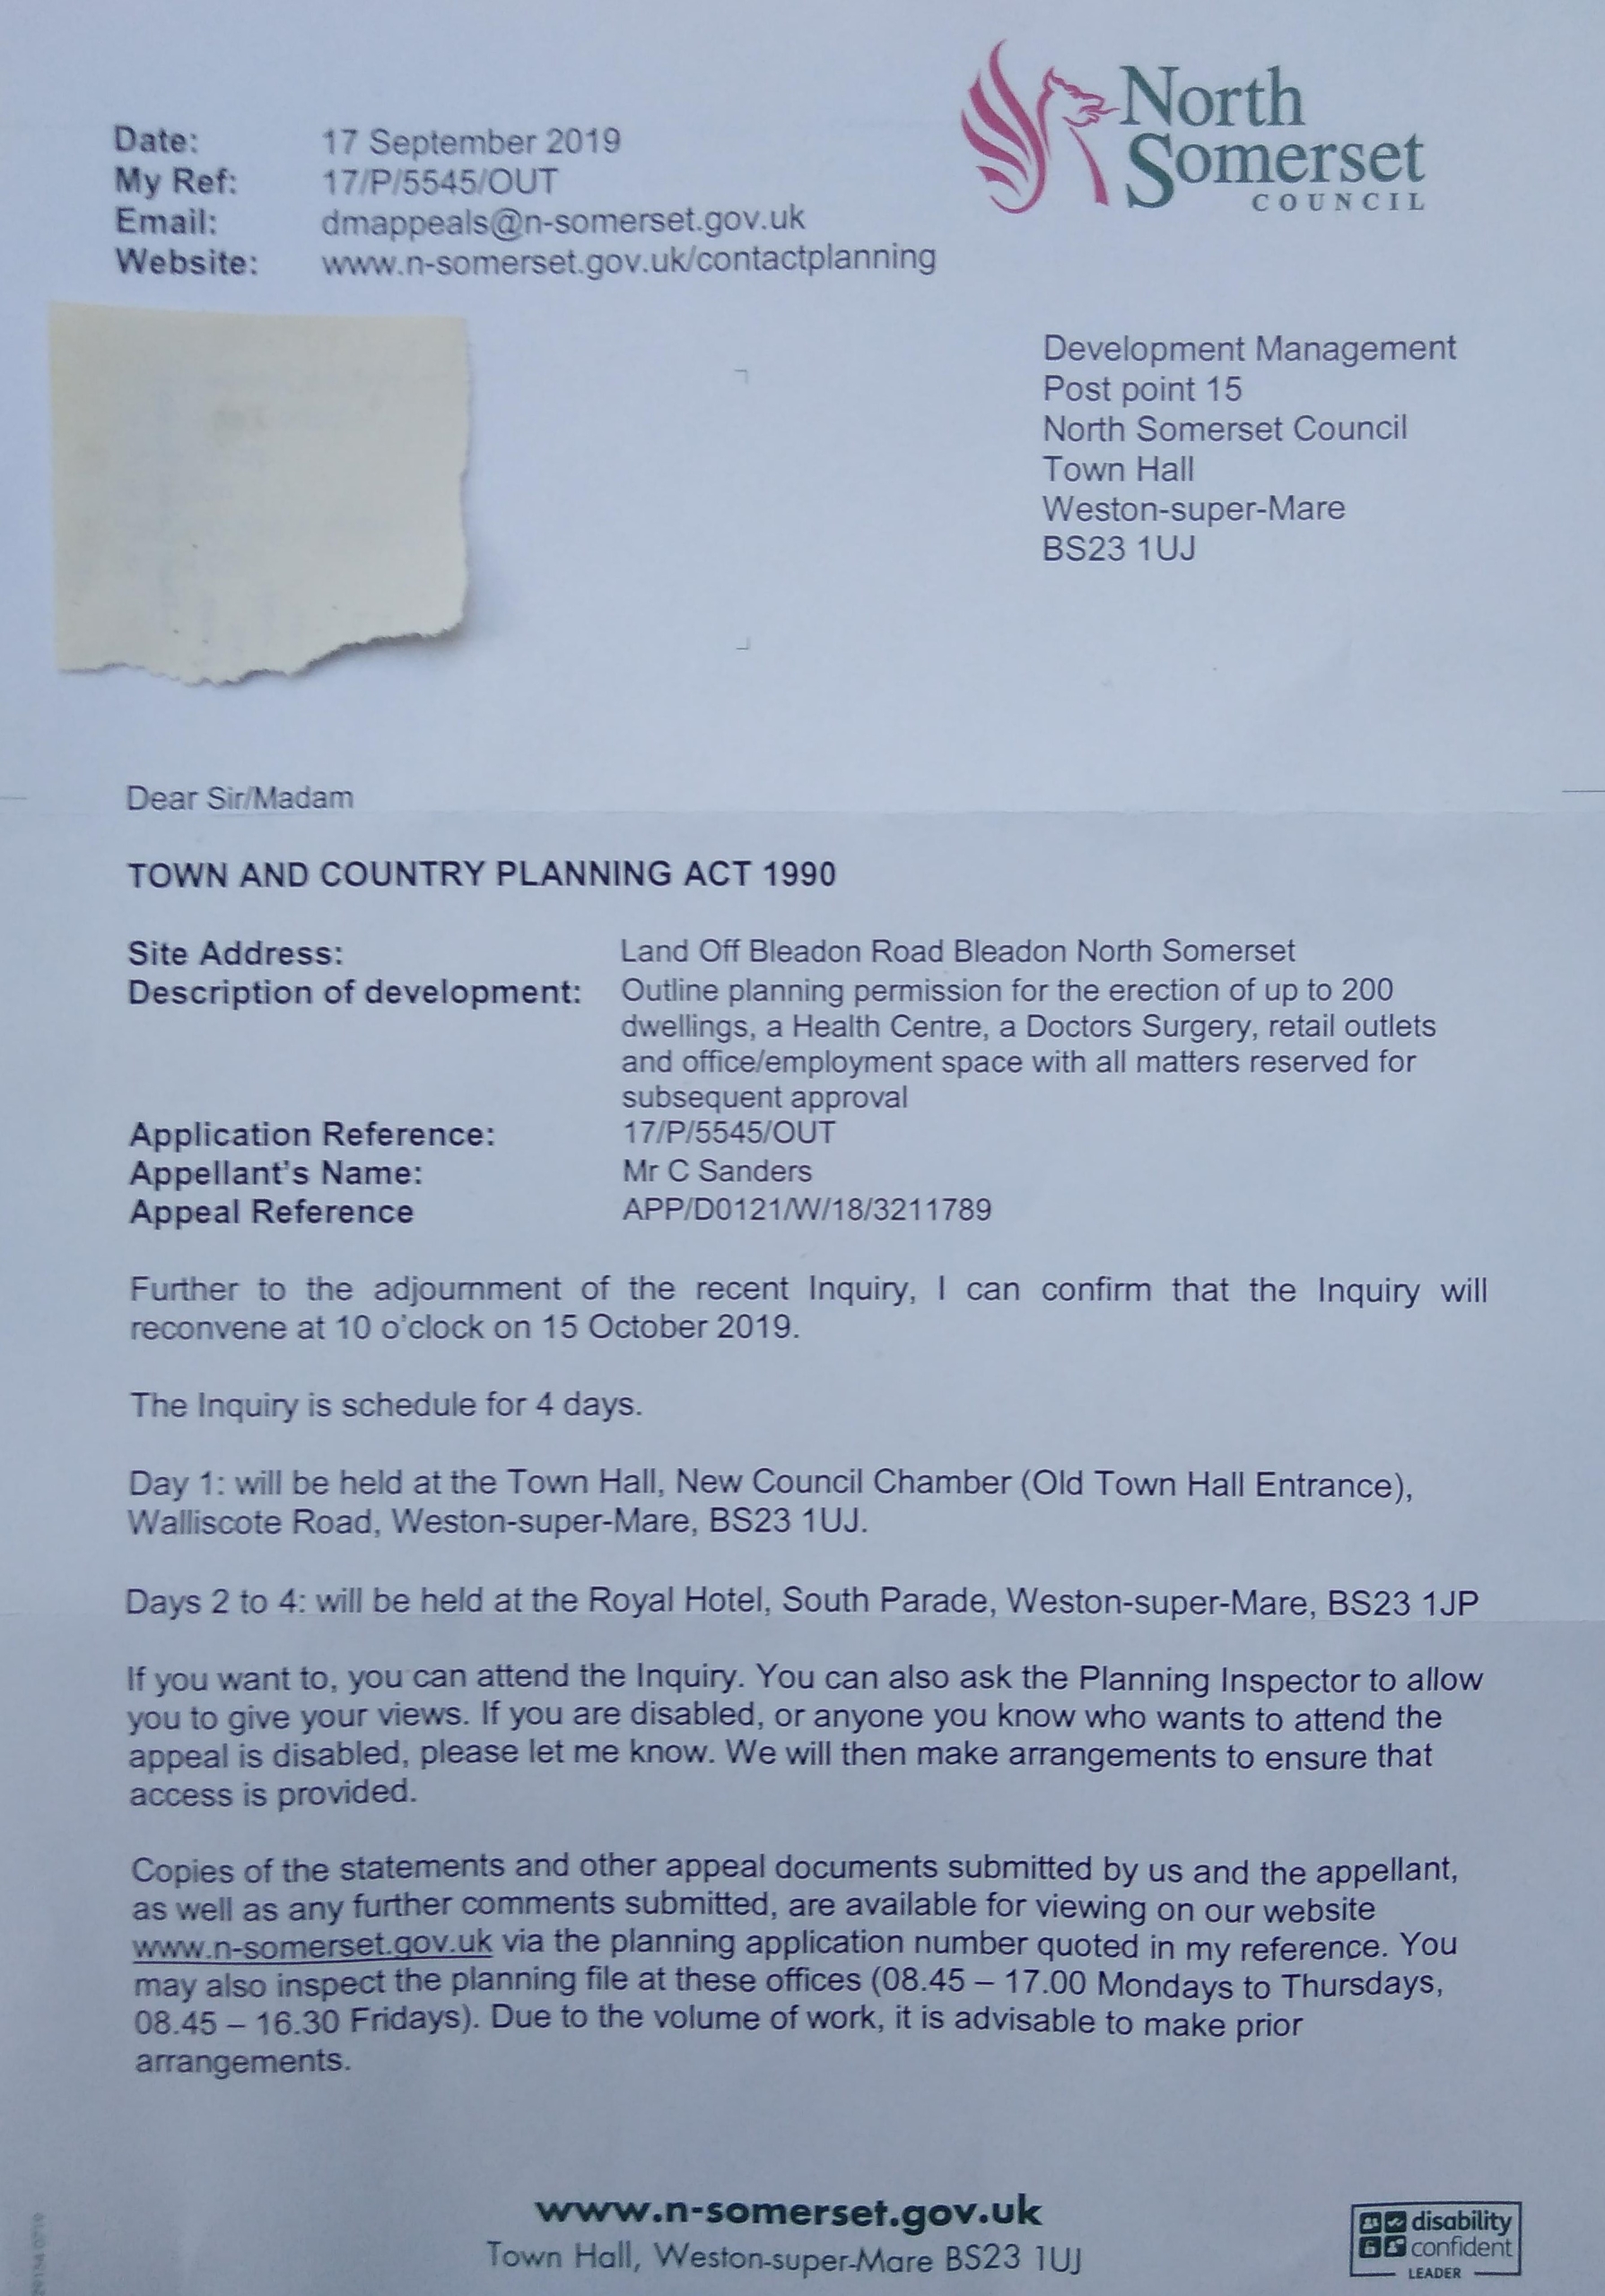 North
Somerset
COUNCIL
Date: 17 September 2019
My Ref: 17/P/5545/OUT
Email: dmappeals@n-somerset.gov.uk
Website: www.n-somerset.gov.uk/contactplanning
Development Management
Post point 15
North Somerset Council
Town Hall
Weston-super-Mare
BS23 1UJ
Dear Sir/Madam
TOWN AND COUNTRY PLANNING ACT 1990
Site Address: Land Off Bleadon Road Bleadon North Somerset
Description of development: Outline planning permission for the erection of up to 200
dwellings, a Health Centre, a Doctors Surgery, retail outlets
and office/employment space with all matters reserved for
subsequent approval
Application Reference: 17/P/5545/OUT
Appellant's Name: Mr C Sanders
Appeal Reference APP/D0121/W/18/3211789
Further to the adjournment of the recent Inquiry, I can confirm that the Inquiry will
reconvene at 10 o'clock on 15 October 2019.
The Inquiry is schedule for 4 days.
Day 1: will be held at the Town Hall, New Council Chamber (Old Town Hall Entrance),
Walliscote Road, Weston-super-Mare, BS23 1UJ.
Days 2 to 4: will be held at the Royal Hotel, South Parade, Weston-super-Mare, BS23 1JP
If you want to, you can attend the Inquiry. You can also ask the Planning Inspector to allow
you to give your views. If you are disabled, or anyone you know who wants to attend the
appeal is disabled, please let me know. We will then make arrangements to ensure that
access is provided.
Copies of the statements and other appeal documents submitted by us and the appellant,
as well as any further comments submitted, are available for viewing on our website
www.n-somerset.gov.uk via the planning application number quoted in my reference. You
may also inspect the planning file at these offices (08.45 – 17.00 Mondays to Thursdays,
08.45 – 16.30 Fridays). Due to the volume of work, it is advisable to make prior
arrangements.
www.n-somerset.gov.uk
Town Hall, Weston-super-Mare BS23 1UJ
disability
confident
LEADER